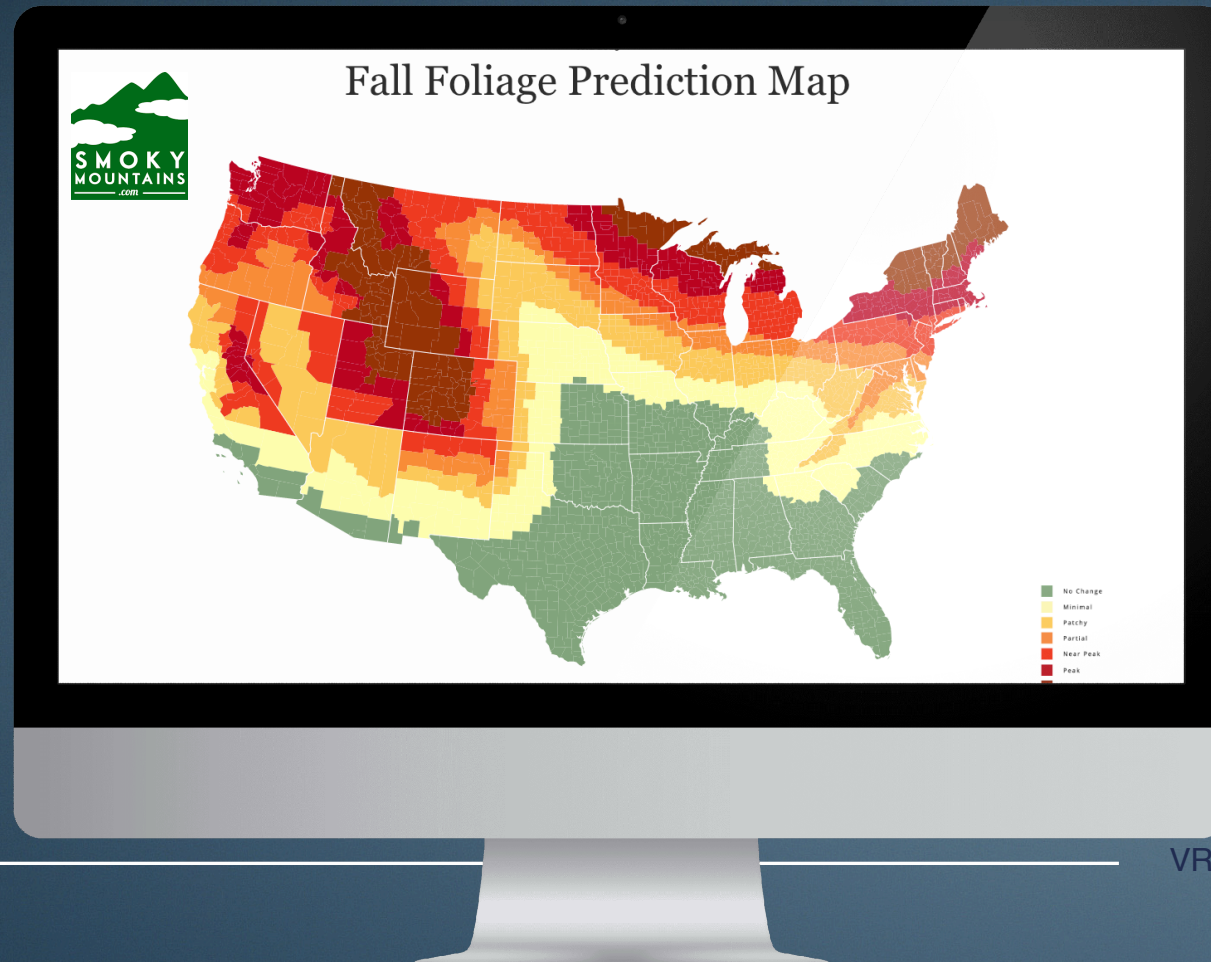 Fall Foliage Prediction Map
SMOKY
MOUNTAINS
.com
No Change
Minimal
Patchy
Partial
Near Peak
Peak
VR